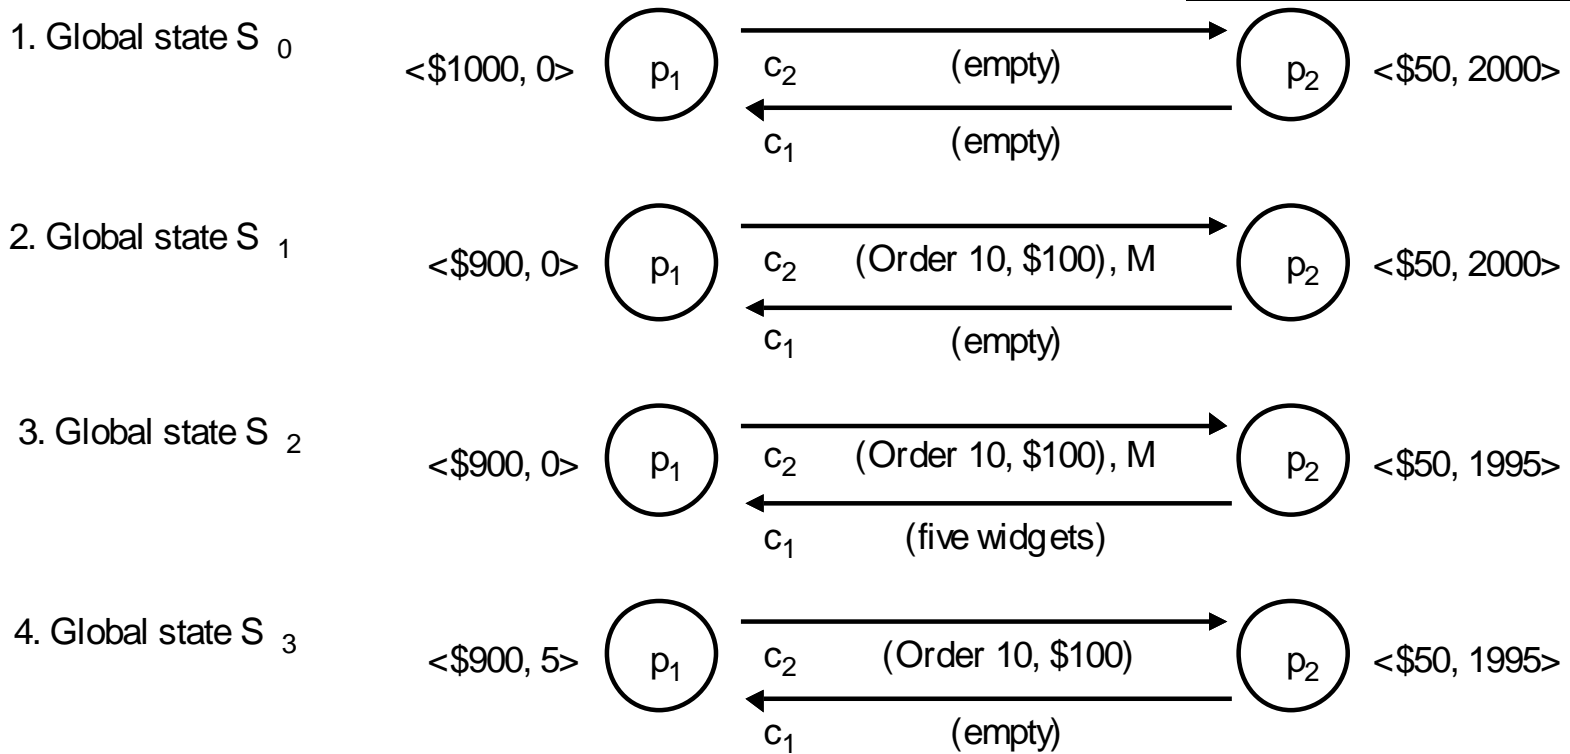 1. Global state S 0
<$1000, 0> p1 c2 (empty) p2 <$50, 2000>
c1 (empty)
2. Global state S 1
<$900, 0> p1 c2 (Order 10, $100), M p2 <$50, 2000>
c1 (empty)
3. Global state S 2
<$900, 0> p1 c2 (Order 10, $100), M p2 <$50, 1995>
c1 (five widgets)
4. Global state S 3
<$900, 5> p1 c2 (Order 10, $100) p2 <$50, 1995>
c1 (empty)